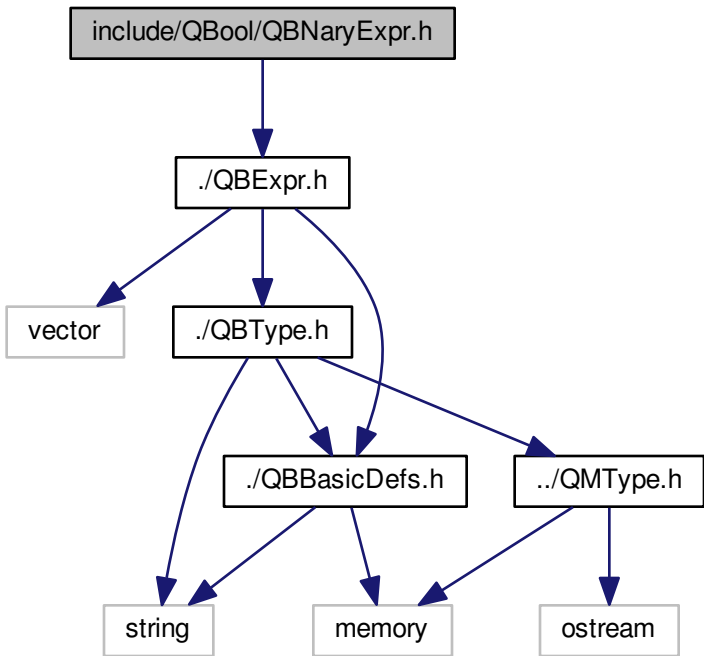 include/QBool/QBNaryExpr.h
./QBExpr.h
vector
./QBType.h
./QBBasicDefs.h
../QMType.h
string
memory
ostream